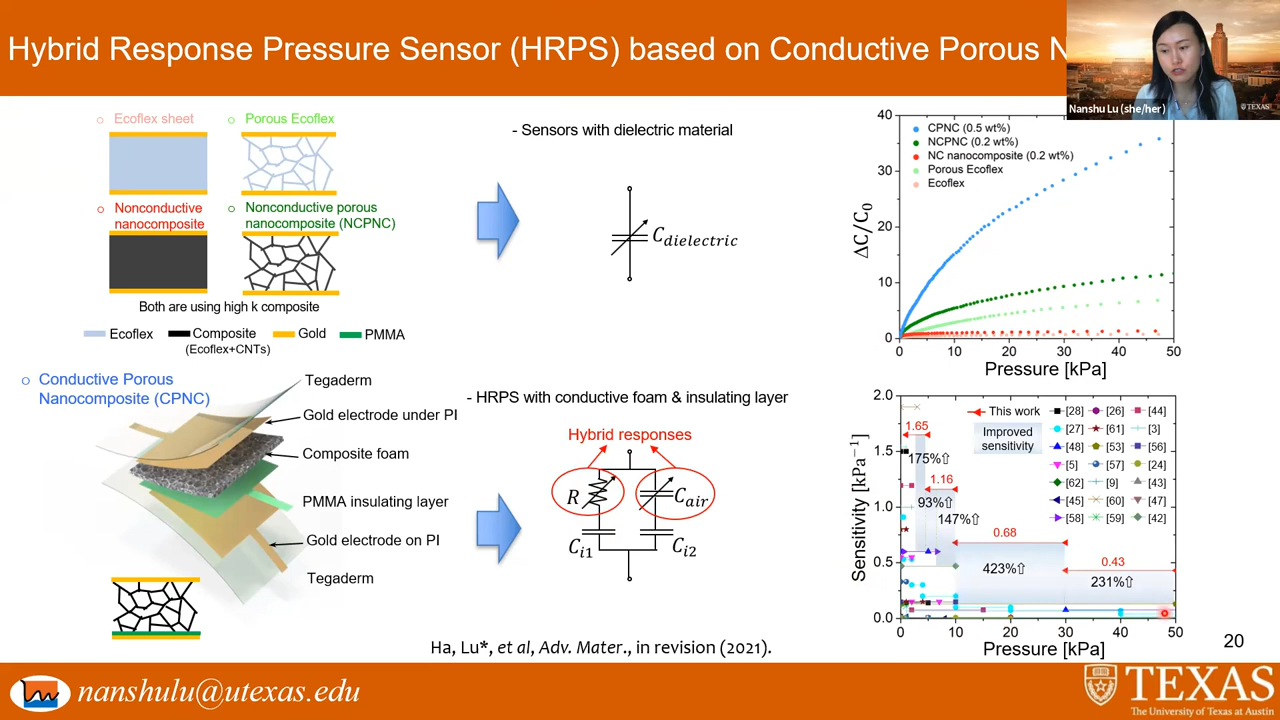 Hybrid Response Pressure Sensor (HRPS) based on Conductive Porous N
Nanshu Lu (she/her)
TEXAS
○ Ecoflex sheet
○ Porous Ecoflex
○ Nonconductive
nanocomposite
○ Nonconductive porous
nanocomposite (NCPNC)
Both are using high k composite
Ecoflex
Composite
(Ecoflex+CNTs)
Gold
PMMA
- Sensors with dielectric material
C_dielectric
ΔC/C₀
40
30
20
10
0
CPNC (0.5 wt%)
NCPNC (0.2 wt%)
NC nanocomposite (0.2 wt%)
Porous Ecoflex
Ecoflex
0 10 20 30 40 50
Pressure [kPa]
○ Conductive Porous
Nanocomposite (CPNC)
Tegaderm
Gold electrode under PI
Composite foam
PMMA insulating layer
Gold electrode on PI
Tegaderm
- HRPS with conductive foam & insulating layer
Hybrid responses
R
C_air
C_i1
C_i2
Sensitivity [kPa⁻¹]
2.0
1.5
1.0
0.5
0.0
This work
Improved
sensitivity
[28] [26] [44]
[27] [61] [3]
[48] [53] [56]
[5] [57] [24]
[62] [9] [43]
[45] [60] [47]
[58] [59] [42]
1.65
175%⇧
1.16
93%⇧
147%⇧
0.68
423%⇧
0.43
231%⇧
0 10 20 30 40 50
Pressure [kPa]
Ha, Lu*, et al, Adv. Mater., in revision (2021).
20
nanshulu@utexas.edu
TEXAS
The University of Texas at Austin